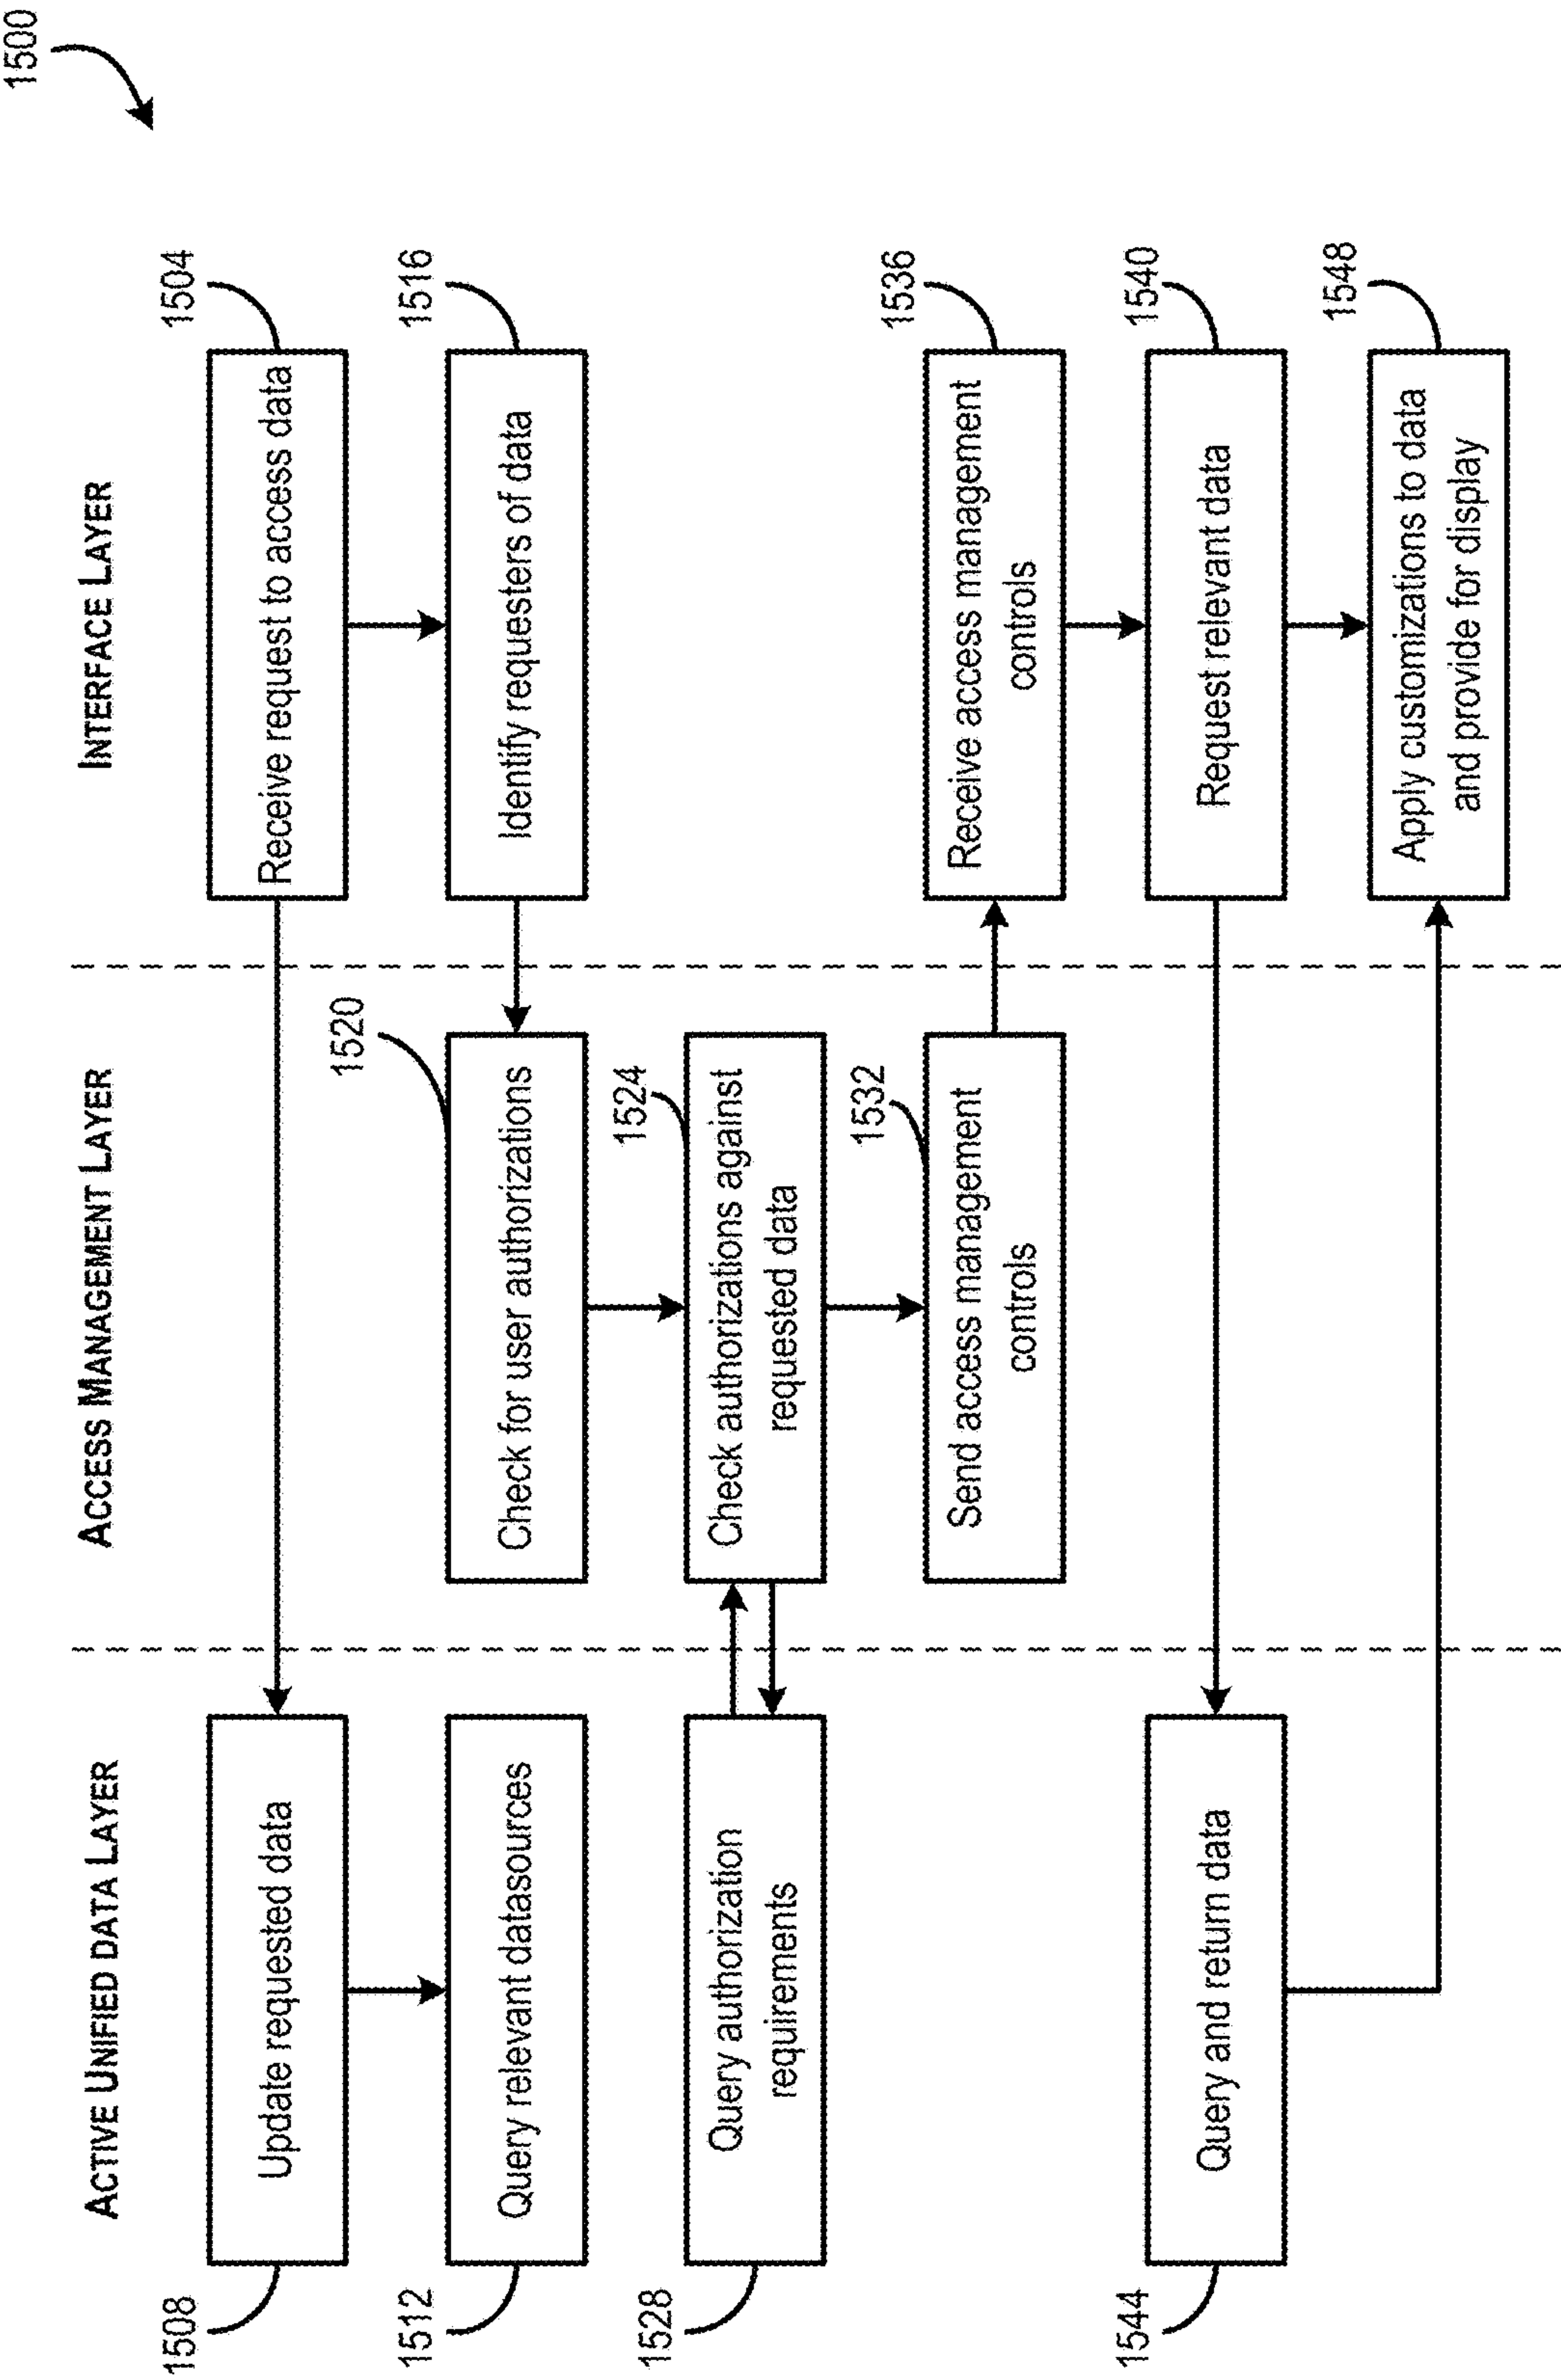 1500
ACTIVE UNIFIED DATA LAYER
ACCESS MANAGEMENT LAYER
INTERFACE LAYER
1508
Update requested data
Receive request to access data
1504
1512
Query relevant datasources
1520
Check for user authorizations
Identify requesters of data
1516
1528
Query authorization
requirements
1524
Check authorizations against
requested data
1532
Send access management
controls
Receive access management
controls
1536
1544
Query and return data
Request relevant data
1540
Apply customizations to data
and provide for display
1548